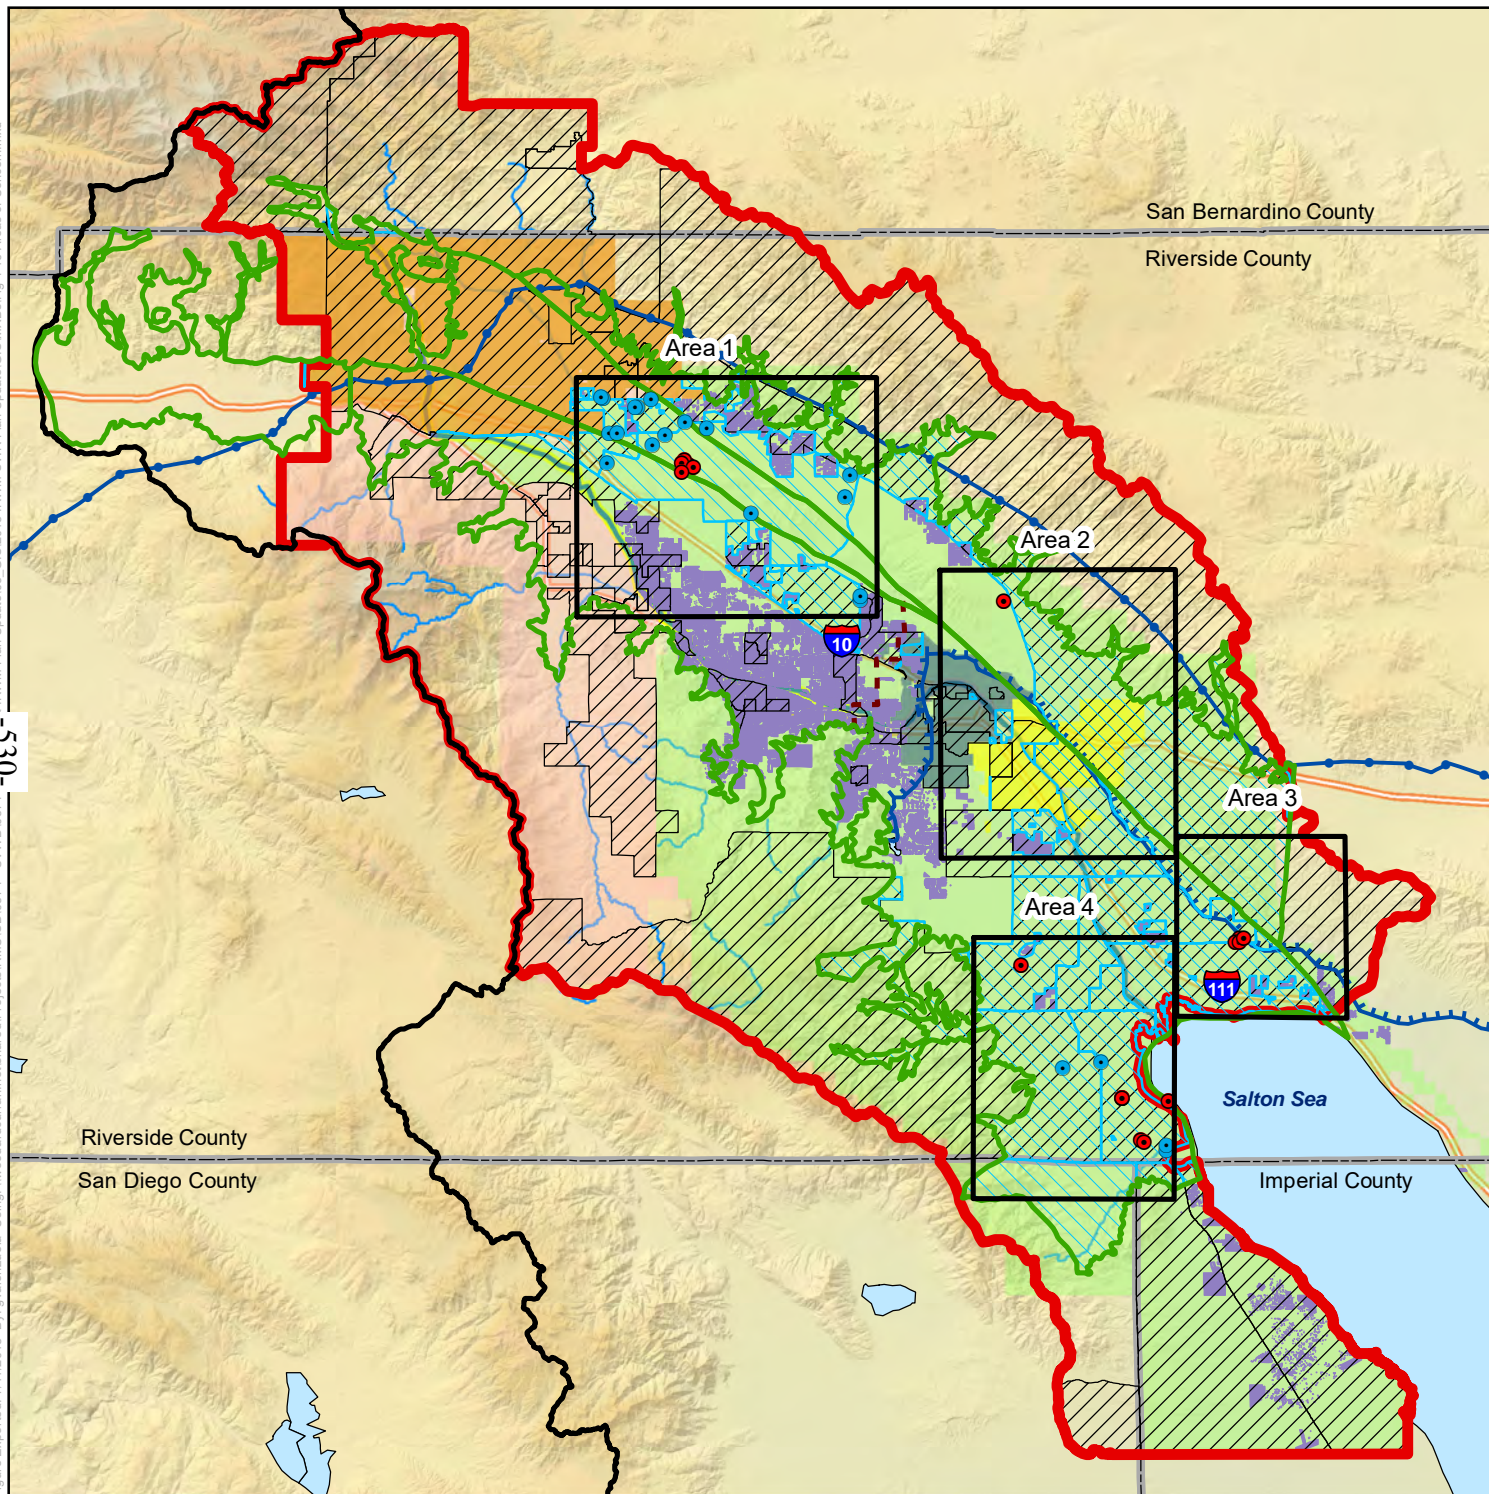 San Bernardino County
Riverside County
Area 1
Area 2
10
-530-
Area 3
Area 4
111
Salton Sea
Riverside County
San Diego County
Imperial County